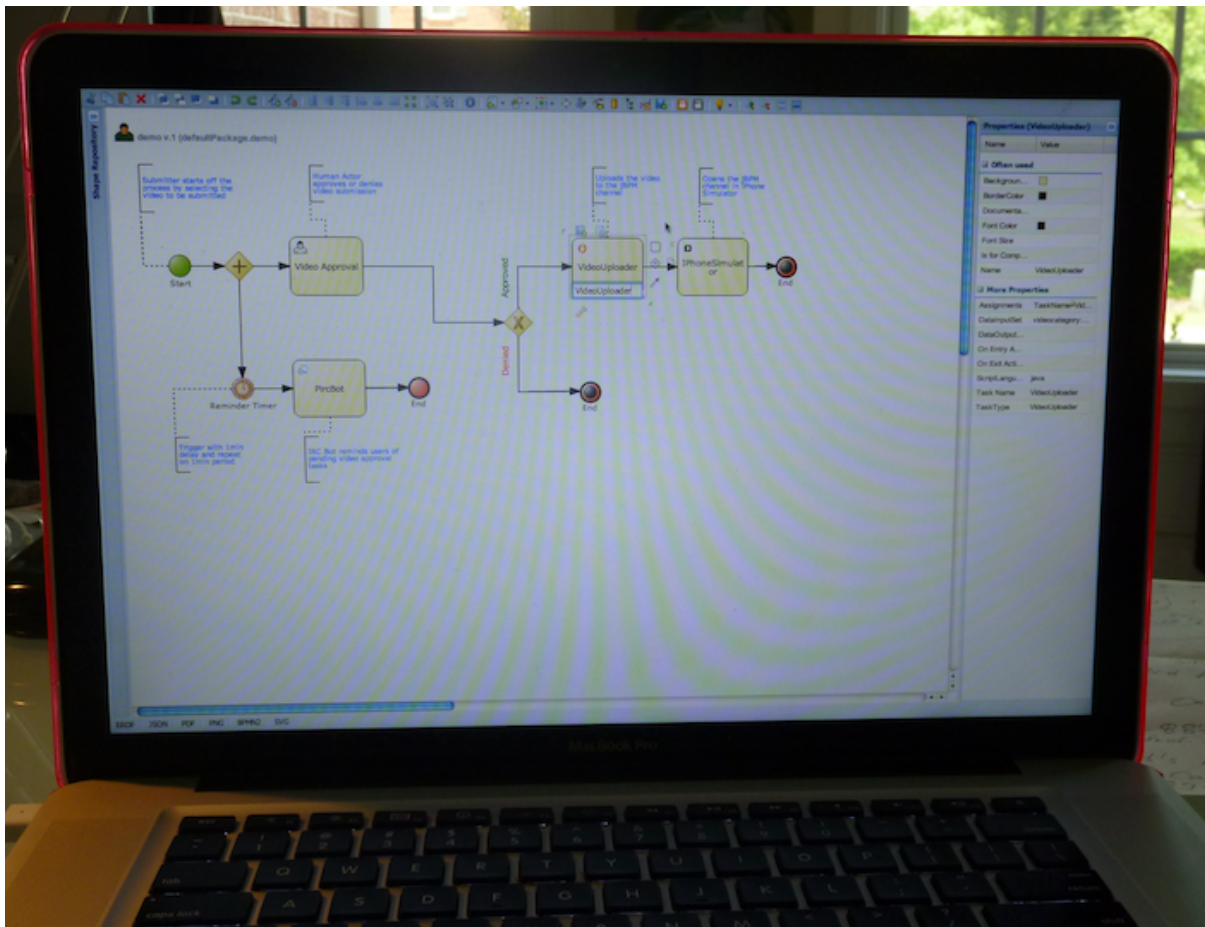 demo v.1 (defaultPackage.demo)
Shape Repository
Submitter starts off the
process by selecting the
video to be submitted
Human Actor
approves or denies
video submission
Uploads the video
to the jBPM
channel
Opens the jBPM
channel in iPhone
Simulator
Start
Video Approval
Approved
VideoUploader
VideoUploader
IPhoneSimulat
or
End
Denied
End
Reminder Timer
PircBot
End
Trigger with 1min
delay and repeat
on 1min period
IRC Bot reminds users of
pending video approval
tasks
Properties (VideoUploader)
Name Value
Often used
Backgroun...
BorderColor
Documenta...
Font Color
Font Size
Is for Comp...
Name VideoUploader
More Properties
Assignments
DataInputSet videocategory:...
DataOutput...
On Entry A...
On Exit Acti...
ScriptLangu... java
Task Name VideoUploader
TaskType VideoUploader
ERDF JSON PDF PNG BPMN2 SVG
MacBook Pro
tab Q W E R T Y U I O P
caps lock A S D F G H J K L